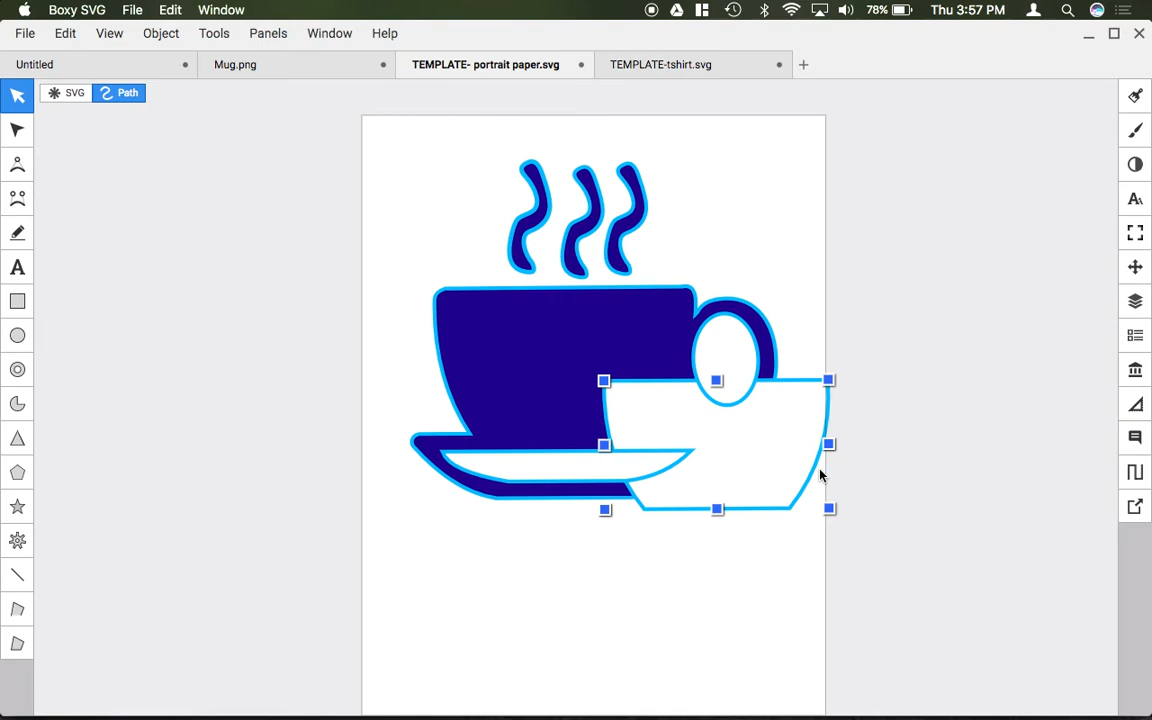 Boxy SVG File Edit Window 78% Thu 3:57 PM
File Edit View Object Tools Panels Window Help
Untitled Mug.png TEMPLATE- portrait paper.svg TEMPLATE-tshirt.svg
SVG Path
A
A